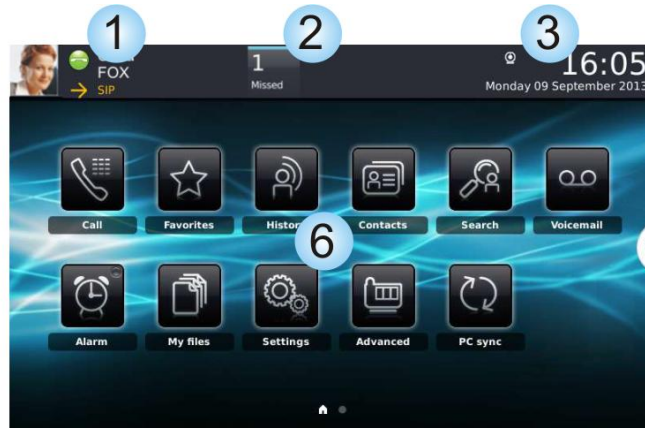 1
2
3
FOX
SIP
1
Missed
16:05
Monday 09 September 2013
Call
Favorites
Contacts
Search
Voicemail
6
Alarm
My files
Settings
Advanced
PC sync